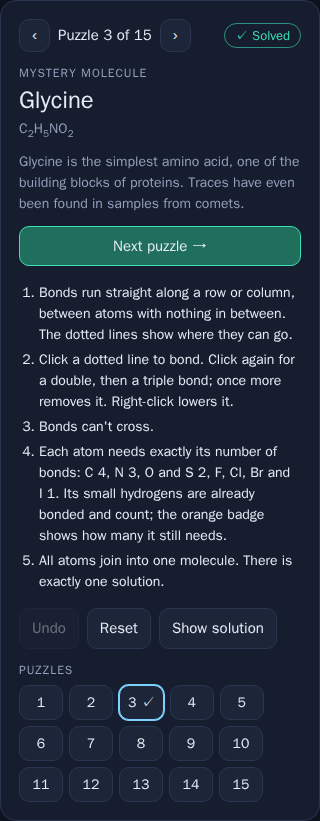 ‹ Puzzle 3 of 15 › ✓ Solved
MYSTERY MOLECULE
Glycine
C₂H₅NO₂
Glycine is the simplest amino acid, one of the
building blocks of proteins. Traces have even
been found in samples from comets.
Next puzzle →
1. Bonds run straight along a row or column,
between atoms with nothing in between.
The dotted lines show where they can go.
2. Click a dotted line to bond. Click again for
a double, then a triple bond; once more
removes it. Right-click lowers it.
3. Bonds can't cross.
4. Each atom needs exactly its number of
bonds: C 4, N 3, O and S 2, F, Cl, Br and
I 1. Its small hydrogens are already
bonded and count; the orange badge
shows how many it still needs.
5. All atoms join into one molecule. There is
exactly one solution.
Undo Reset Show solution
PUZZLES
1 2 3 ✓ 4 5
6 7 8 9 10
11 12 13 14 15